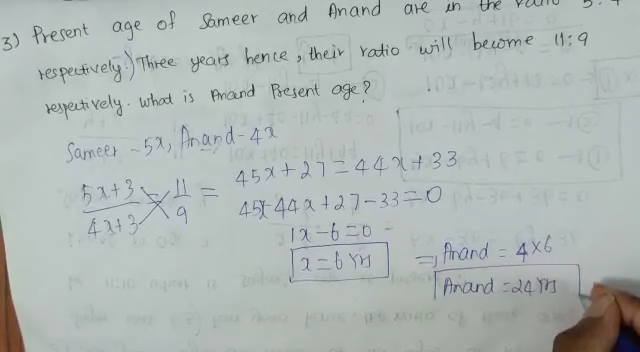 3) Present age of Sameer and Anand are in the ratio 5:4
respectively.) Three years hence, their ratio will become 11:9
respectively. What is Anand Present age?
Sameer - 5x, Anand - 4x
5x+3/4x+3 = 11/9 = 45x + 27 = 44x + 33
45x - 44x + 27 - 33 = 0
1x - 6 = 0
x = 6 yrs
=) Anand = 4 x 6
Anand = 24 yrs